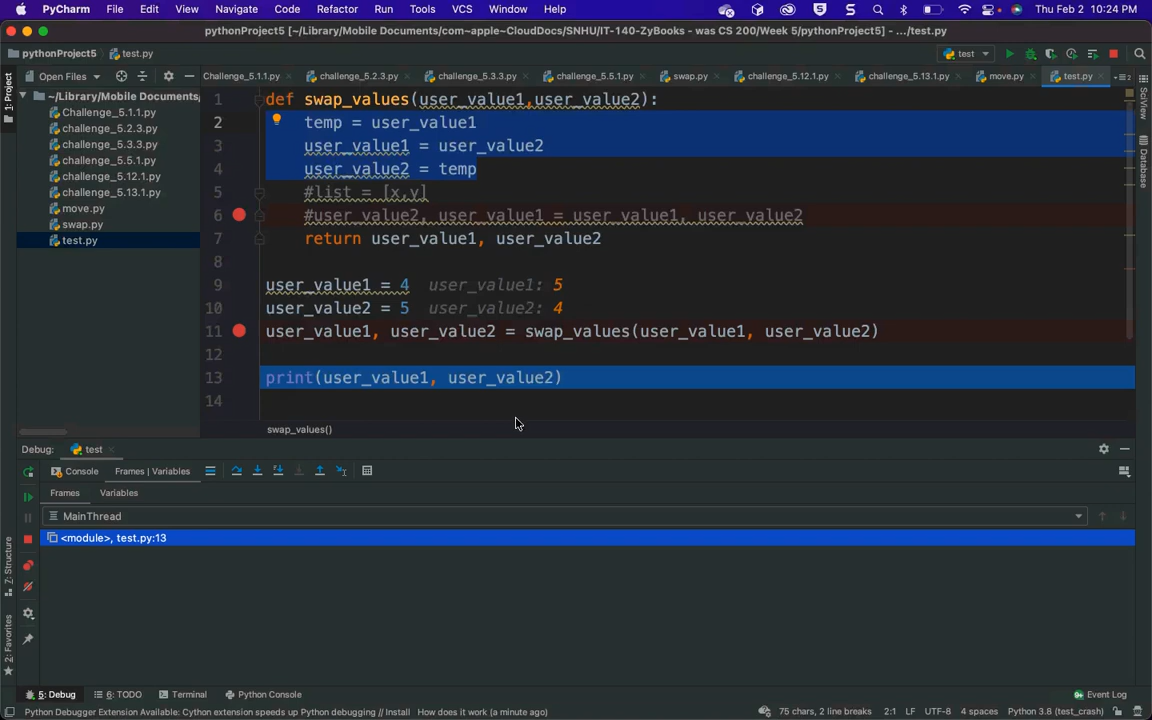 PyCharm File Edit View Navigate Code Refactor Run Tools VCS Window Help Thu Feb 2 10:24 PM
pythonProject5 [~/Library/Mobile Documents/com~apple~CloudDocs/SNHU/IT-140-ZyBooks - was CS 200/Week 5/pythonProject5] - .../test.py
pythonProject5 test.py test
1: Project
Open Files
Challenge_5.1.1.py Challenge_5.2.3.py Challenge_5.3.3.py Challenge_5.5.1.py swap.py challenge_5.12.1.py challenge_5.13.1.py move.py test.py
~/Library/Mobile Documents/
Challenge_5.1.1.py
challenge_5.2.3.py
challenge_5.3.3.py
challenge_5.5.1.py
challenge_5.12.1.py
challenge_5.13.1.py
move.py
swap.py
test.py
1 def swap_values(user_value1,user_value2):
2 temp = user_value1
3 user_value1 = user_value2
4 user_value2 = temp
5 #list = [x,y]
6 #user_value2, user_value1 = user_value1, user_value2
7 return user_value1, user_value2
8
9 user_value1 = 4 user_value1: 5
10 user_value2 = 5 user_value2: 4
11 user_value1, user_value2 = swap_values(user_value1, user_value2)
12
13 print(user_value1, user_value2)
14
swap_values()
SciView
Database
Debug: test
Console Frames | Variables
Frames Variables
MainThread
<module>, test.py:13
7: Structure
2: Favorites
5: Debug 6: TODO Terminal Python Console Event Log
Python Debugger Extension Available: Cython extension speeds up Python debugging // Install How does it work (a minute ago) 75 chars, 2 line breaks 2:1 LF UTF-8 4 spaces Python 3.8 (test_crash)